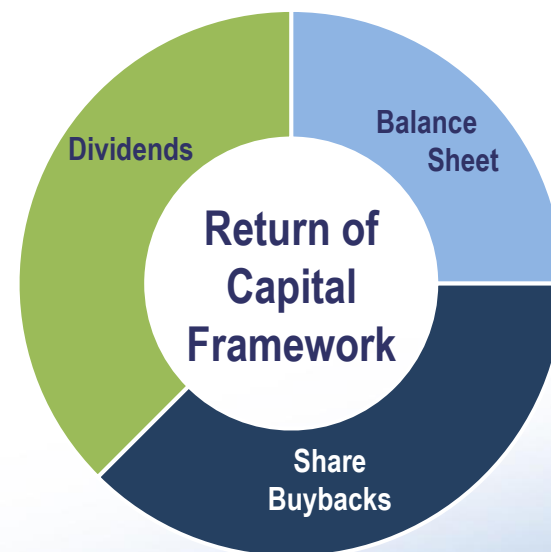 Dividends
Balance
Sheet
Return of
Capital
Framework
Share
Buybacks